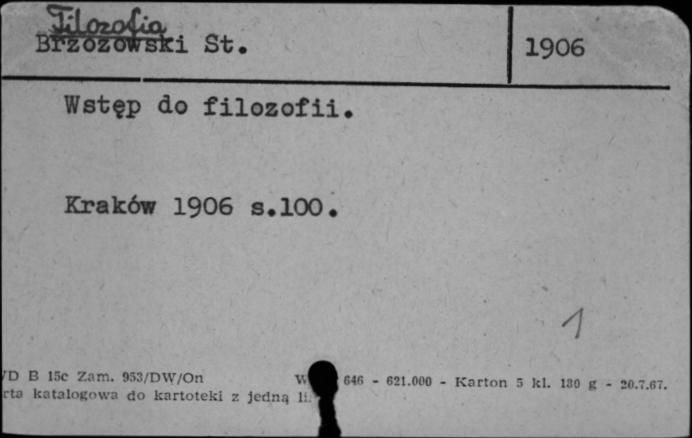 Filozofia
Brzozowski St.
1906
Wstęp do filozofii.
Kraków 1906 s.100.
1
/D B 15c Zam. 953/DW/On W 646 - 621.000 - Karton 5 kl. 180 g - 20.7.67.
rta katalogowa do kartoteki z jedną li